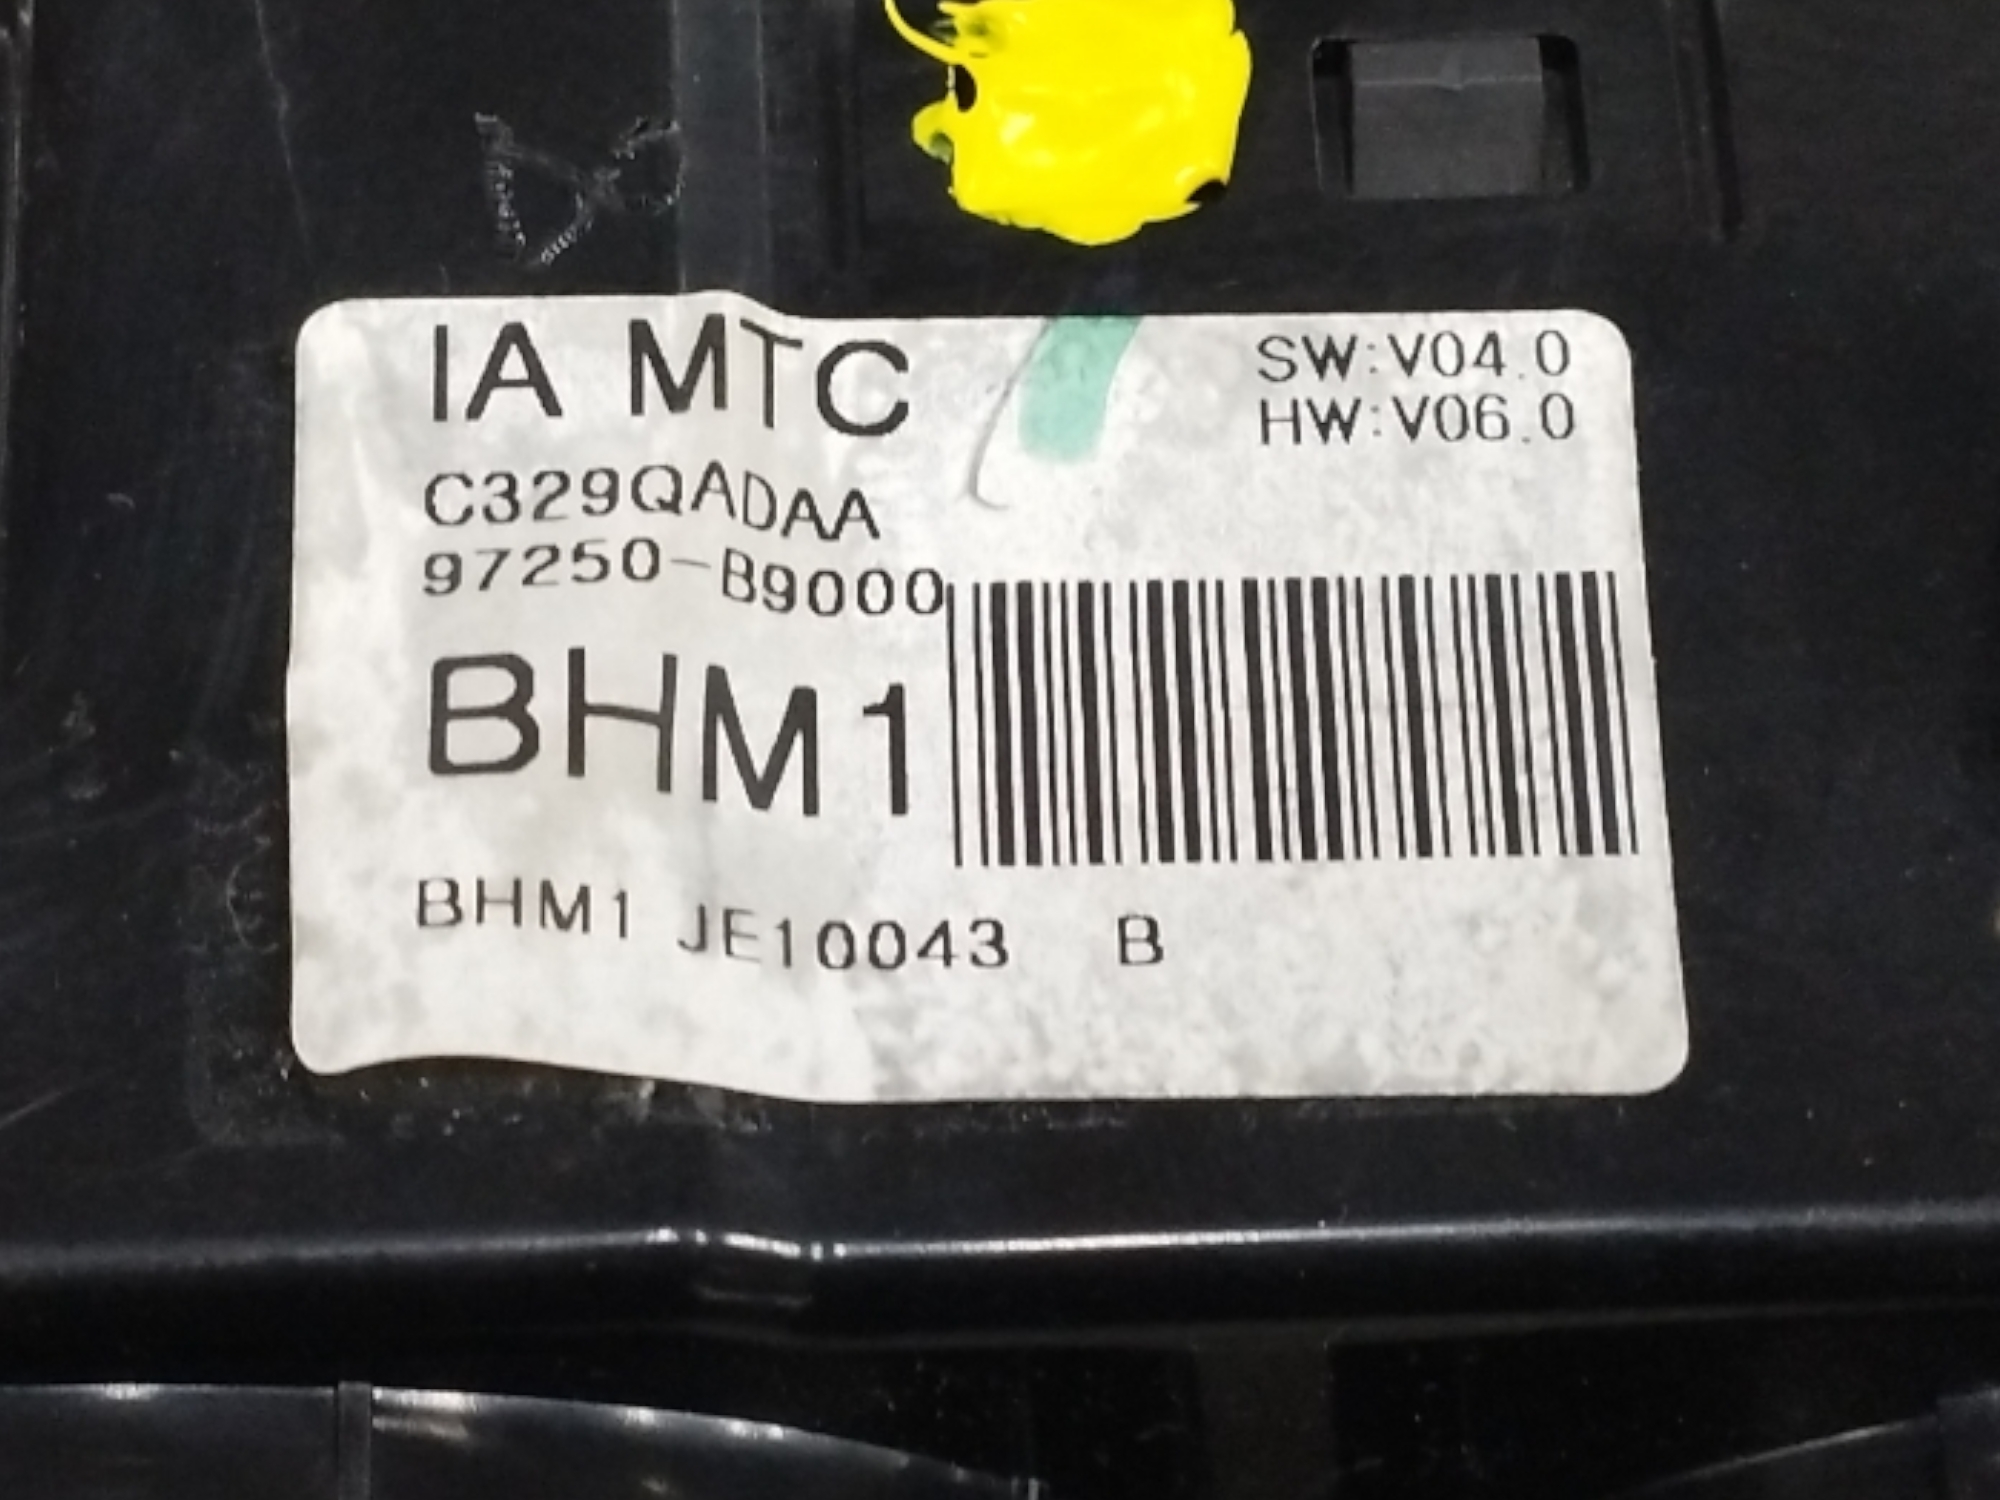 IA MTC
SW:V04.0
HW:V06.0
C329QADAA
97250-B9000
BHM1
BHM1 JE10043 B